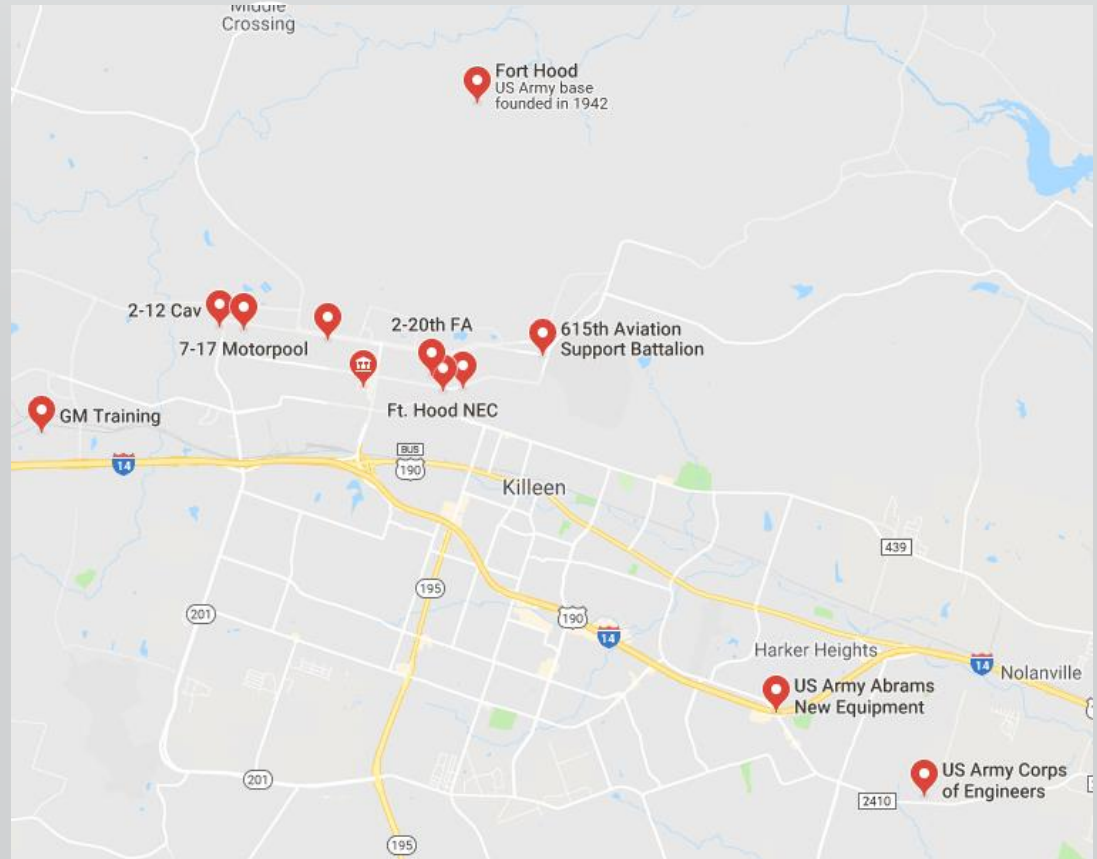 Middle
Crossing
Fort Hood
US Army base
founded in 1942
2-12 Cav
7-17 Motorpool
2-20th FA
615th Aviation
Support Battalion
GM Training
Ft. Hood NEC
14
BUS
190
Killeen
439
195
201
190
14
Harker Heights
14
Nolanville
US Army Abrams
New Equipment
201
US Army Corps
of Engineers
2410
195